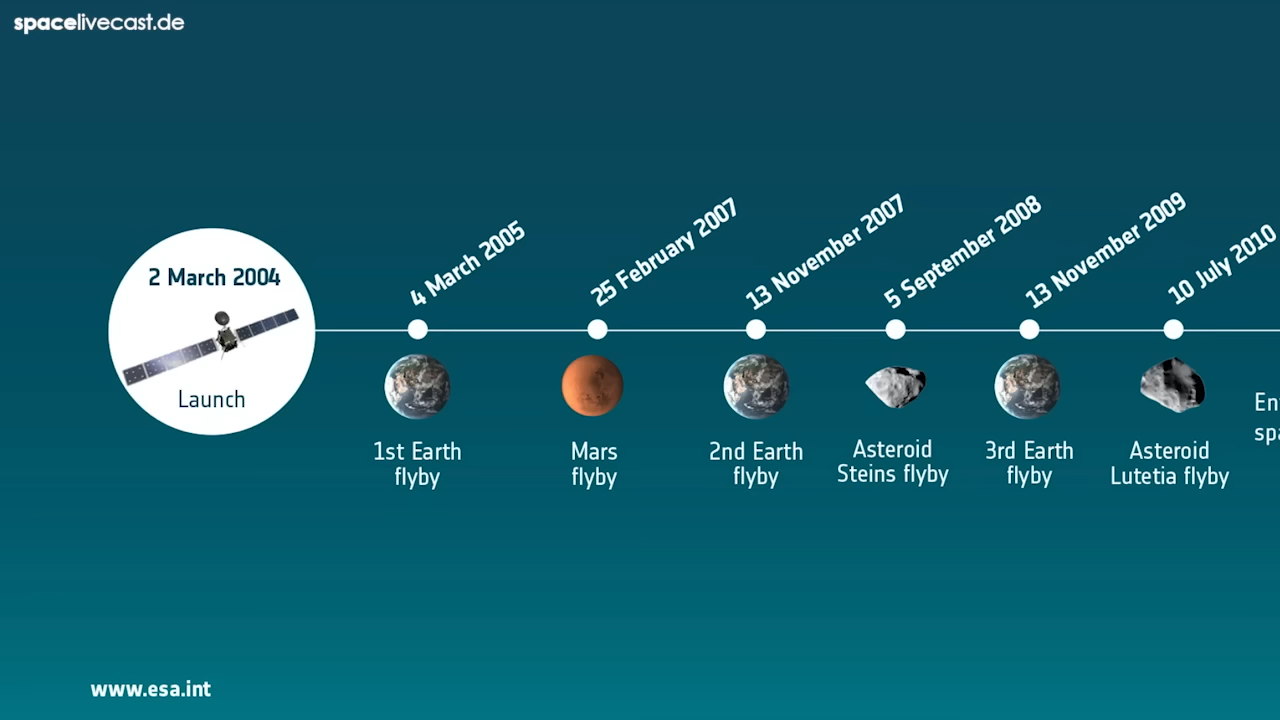 spacelivecast.de
2 March 2004
Launch
4 March 2005
1st Earth
flyby
25 February 2007
Mars
flyby
13 November 2007
2nd Earth
flyby
5 September 2008
Asteroid
Steins flyby
13 November 2009
3rd Earth
flyby
10 July 2010
Asteroid
Lutetia flyby
www.esa.int